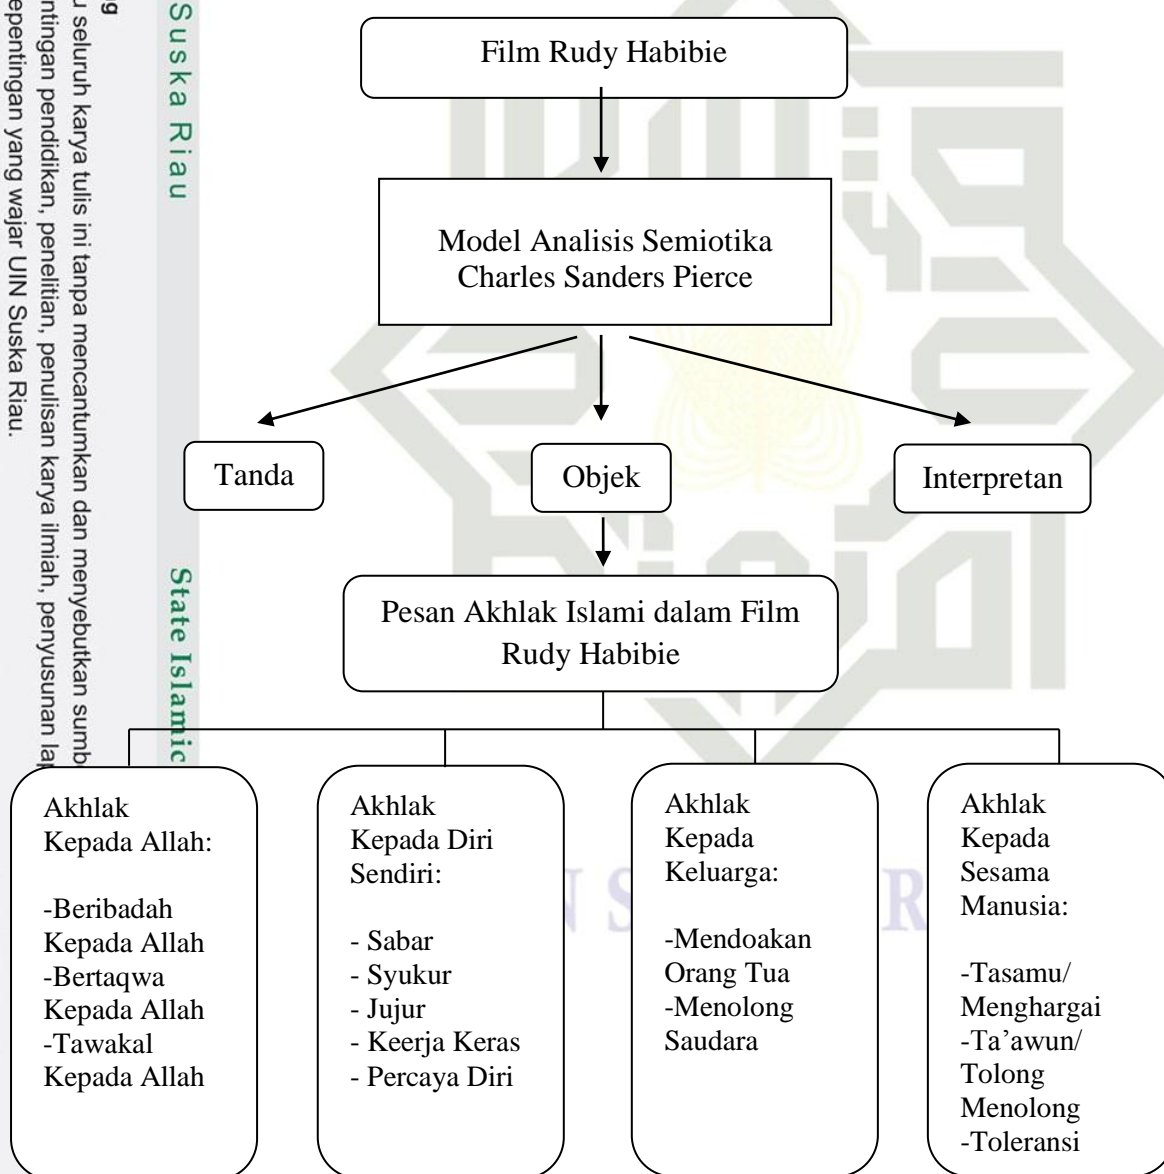 Suska Riau
g
u seluruh karya tulis ini tanpa mencantumkan dan menyebutkan
ntingan pendidikan, penelitian, penulisan karya ilmiah, penyusunan
epentingan yang wajar UIN Suska Riau.
State Islamic
Film Rudy Habibie
Model Analisis Semiotika
Charles Sanders Pierce
Tanda
Objek
Interpretan
Pesan Akhlak Islami dalam Film
Rudy Habibie
Akhlak
Kepada Allah:
-Beribadah
Kepada Allah
-Bertaqwa
Kepada Allah
-Tawakal
Kepada Allah
Akhlak
Kepada Diri
Sendiri:
- Sabar
- Syukur
- Jujur
- Keerja Keras
- Percaya Diri
Akhlak
Kepada
Keluarga:
-Mendoakan
Orang Tua
-Menolong
Saudara
Akhlak
Kepada
Sesama
Manusia:
-Tasamu/
Menghargai
-Ta’awun/
Tolong
Menolong
-Toleransi